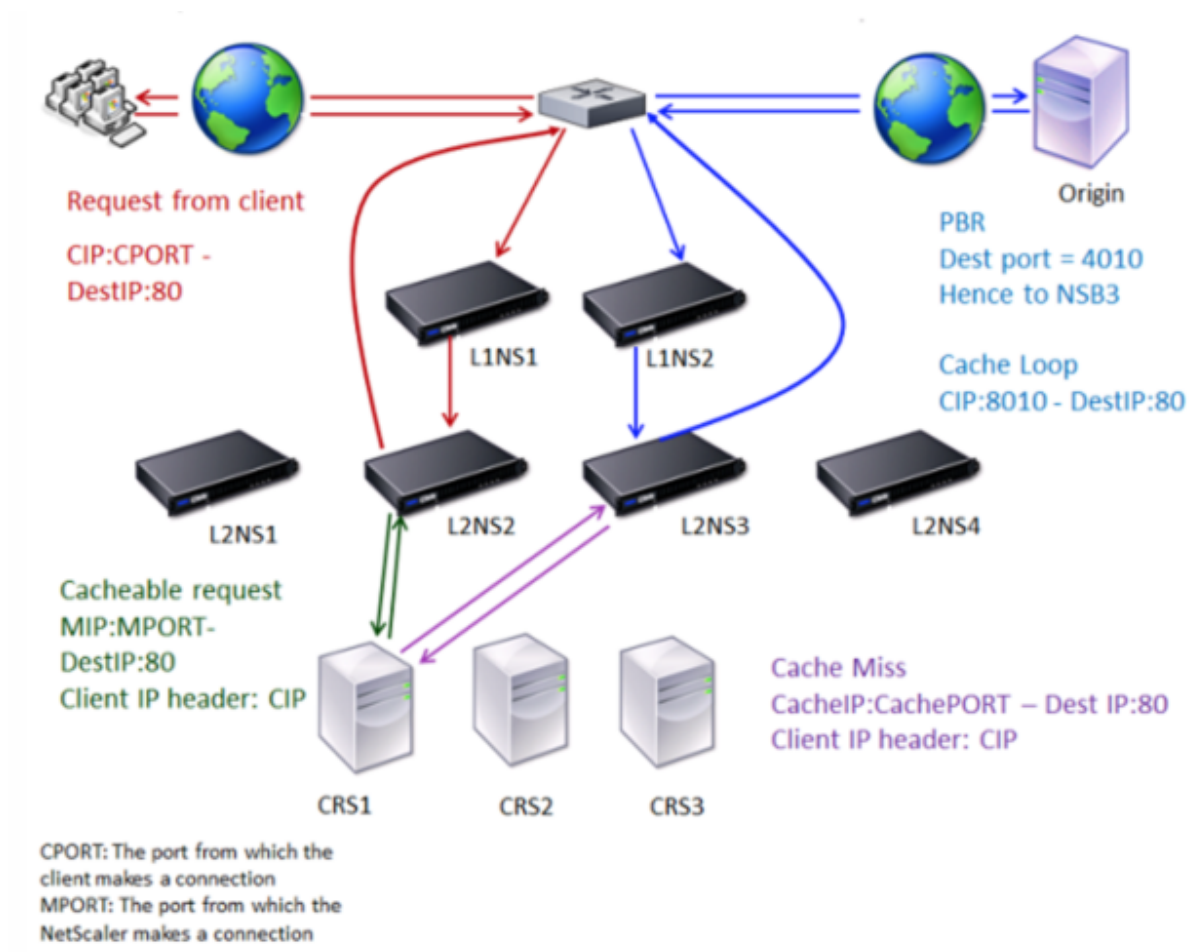 Origin
Request from client
CIP:CPORT -
DestIP:80
PBR
Dest port = 4010
Hence to NSB3
Cache Loop
CIP:8010 - DestIP:80
L1NS1
L1NS2
L2NS1
L2NS2
L2NS3
L2NS4
Cacheable request
MIP:MPORT-
DestIP:80
Client IP header: CIP
Cache Miss
CacheIP:CachePORT – Dest IP:80
Client IP header: CIP
CRS1
CRS2
CRS3
CPORT: The port from which the
client makes a connection
MPORT: The port from which the
NetScaler makes a connection